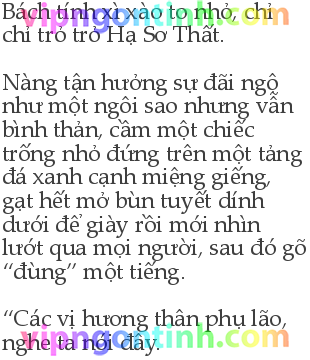 Bách tính xì xào to nhỏ, chỉ
chỉ trỏ trỏ Hạ Sơ Thất.
Nàng tận hưởng sự đãi ngộ
như một ngôi sao nhưng vẫn
bình thản, cầm một chiếc
trống nhỏ đứng trên một tảng
đá xanh cạnh miệng giếng,
gạt hết mở bùn tuyết dính
dưới đế giày rồi mới nhìn
lướt qua mọi người, sau đó gõ
“đùng” một tiếng.
“Các vị hương thân phụ lão,
nghe ta nói đây.
vipngontinh.com
vipngontinh.com